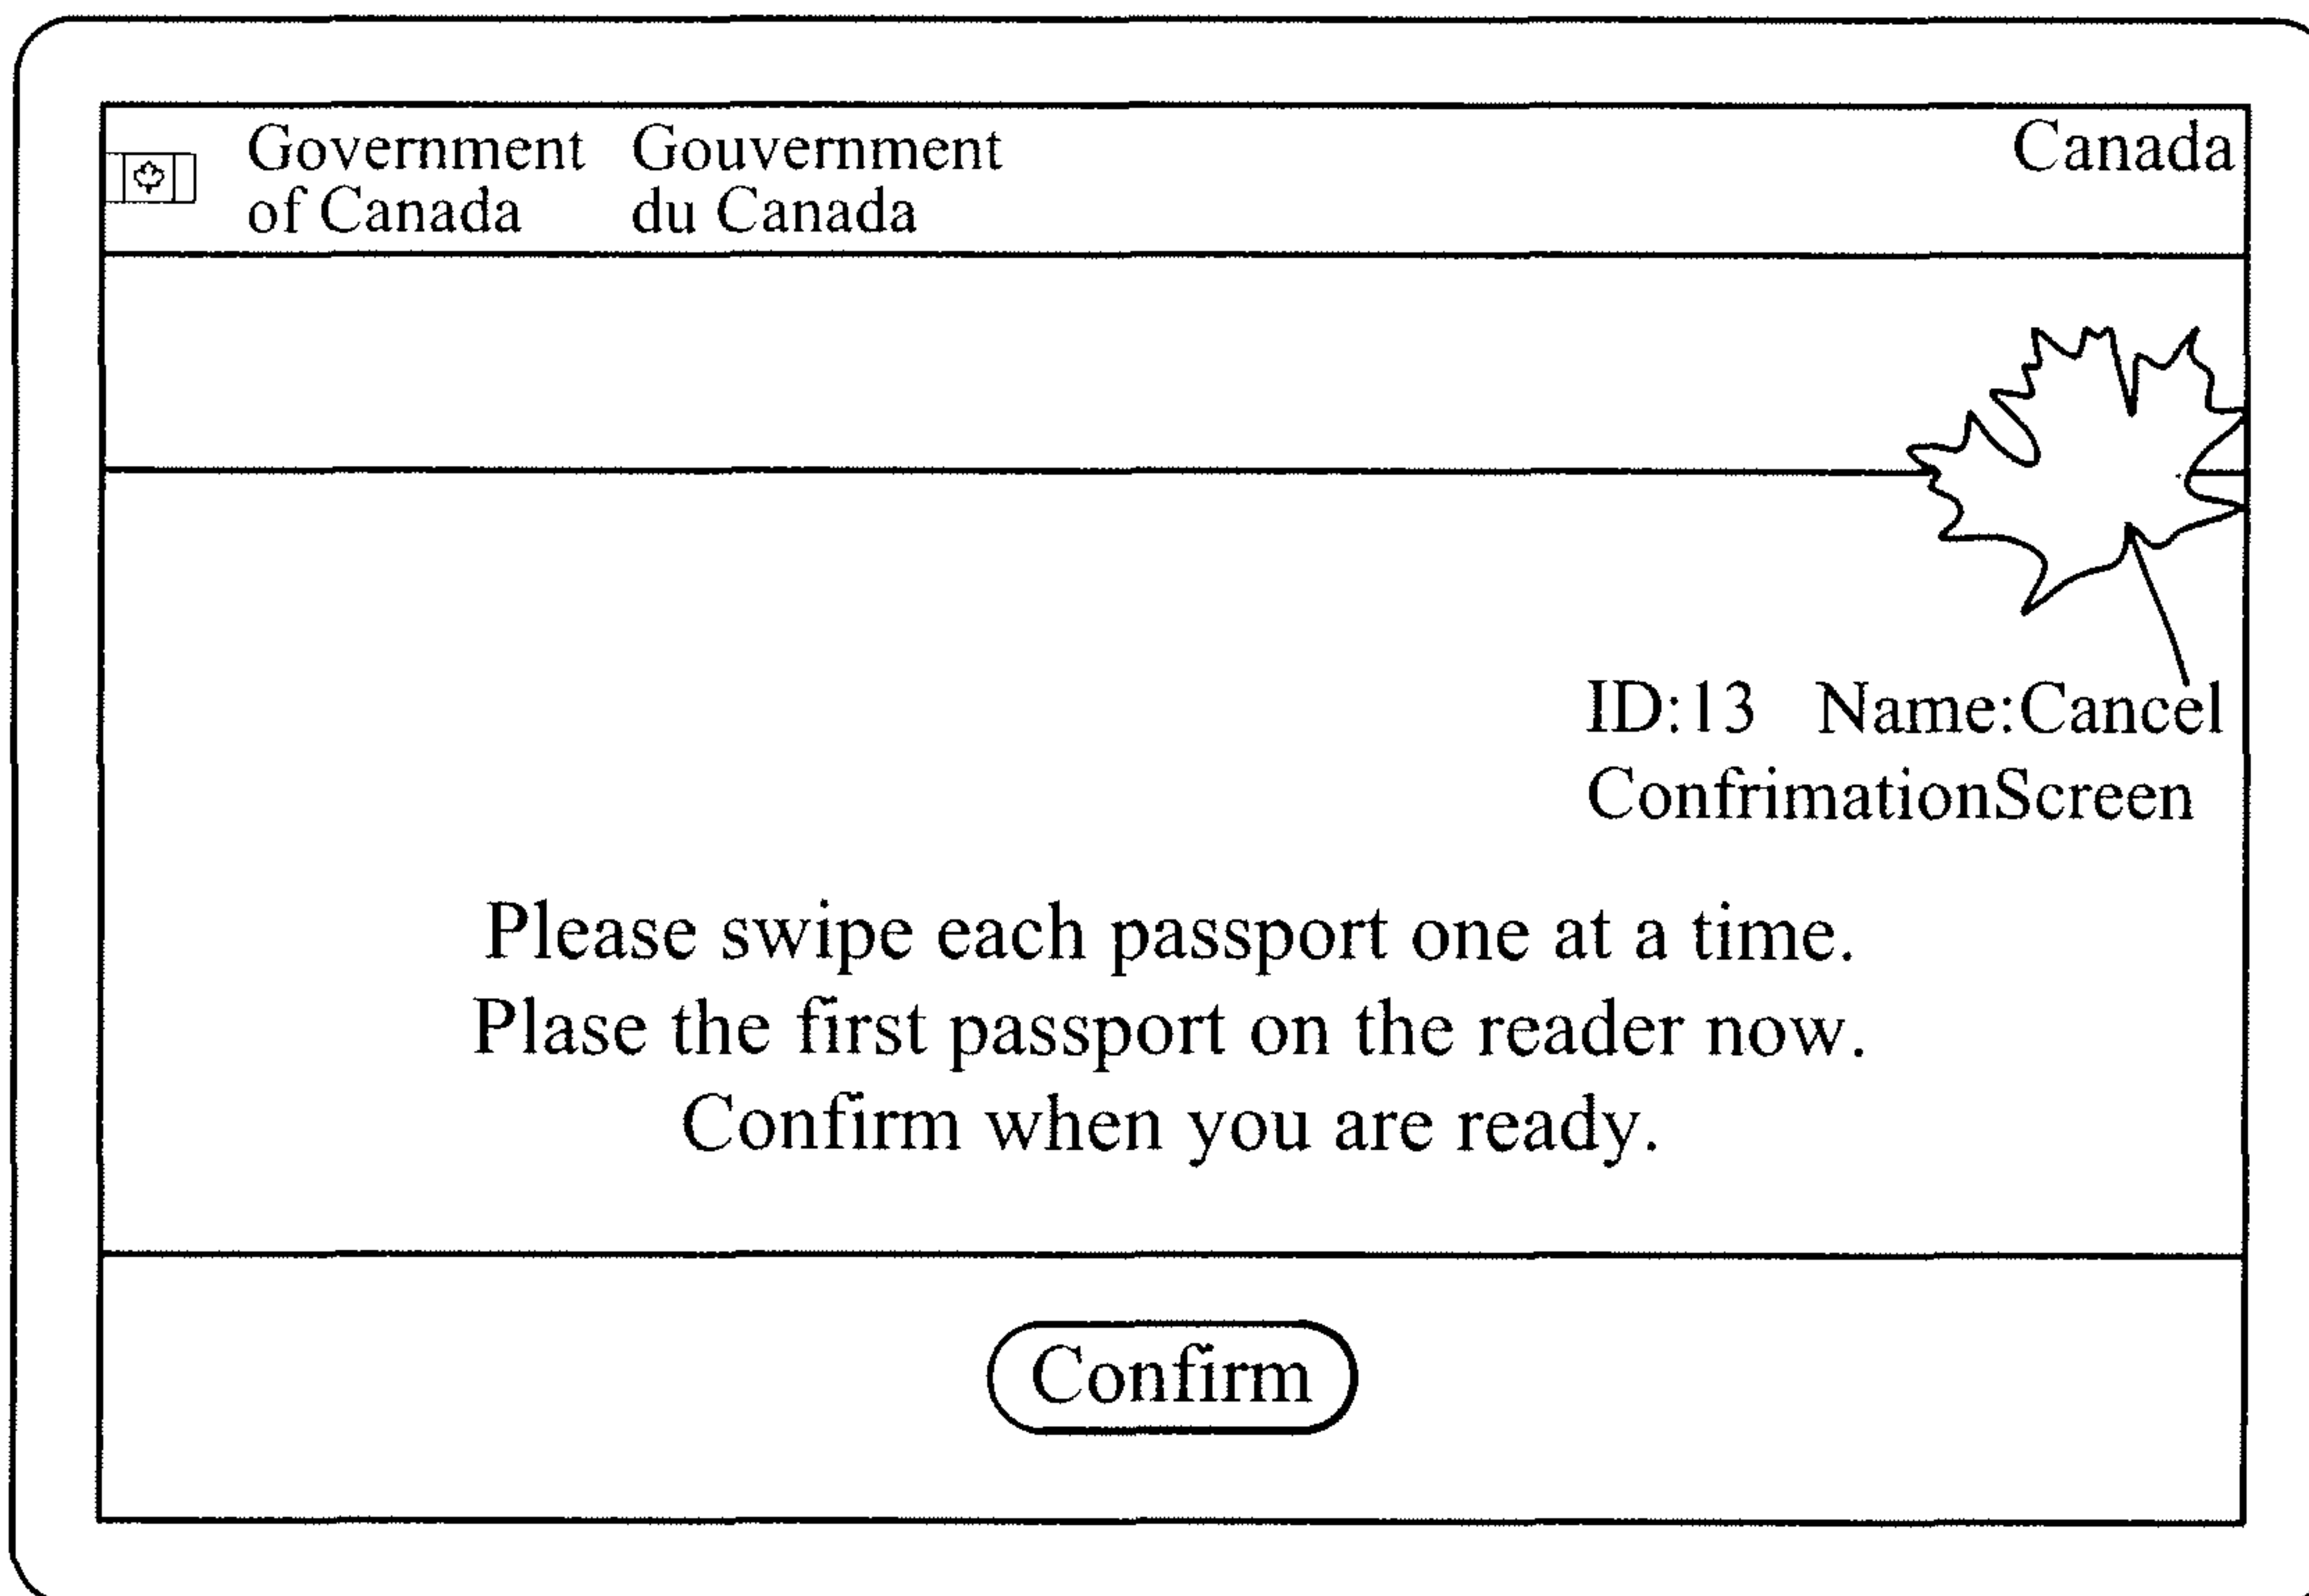 Government Gouvernment Canada
of Canada du Canada
ID:13 Name:Cancel
ConfrimationScreen
Please swipe each passport one at a time.
Plase the first passport on the reader now.
Confirm when you are ready.
Confirm